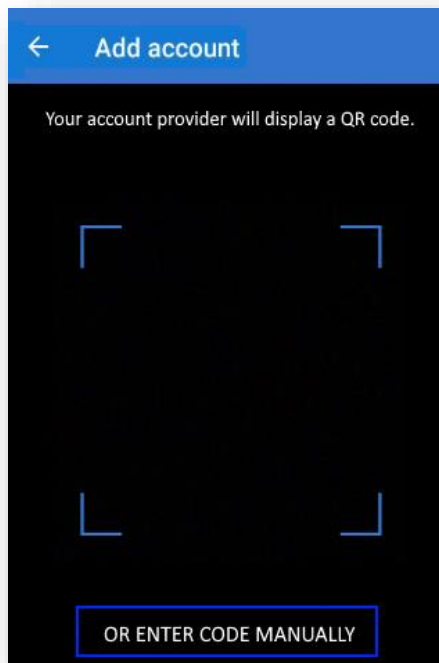 Add account
Your account provider will display a QR code.
OR ENTER CODE MANUALLY